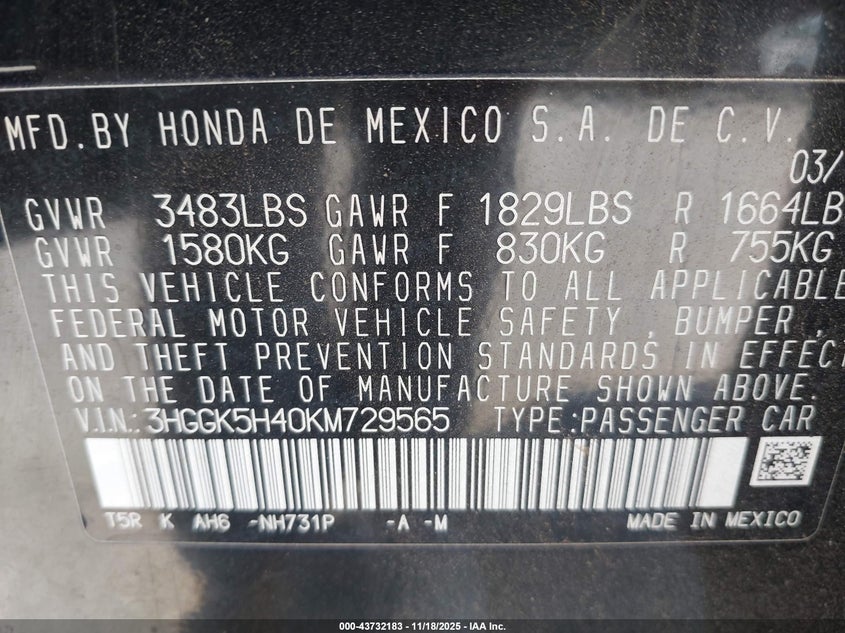 MFD.BY HONDA DE MEXICO S.A. DE C.V.
03/
GVWR 3483LBS GAWR F 1829LBS R 1664LB
GVWR 1580KG GAWR F 830KG R 755KG
THIS VEHICLE CONFORMS TO ALL APPLICABLE
FEDERAL MOTOR VEHICLE SAFETY , BUMPER ,
AND THEFT PREVENTION STANDARDS IN EFFECT
ON THE DATE OF MANUFACTURE SHOWN ABOVE.
V.I.N.: 3HGGK5H40KM729565 TYPE:PASSENGER CAR
T5R K AH6 -NH731P -A -M MADE IN MEXICO
000-43732183 - 11/18/2025 - IAA Inc.